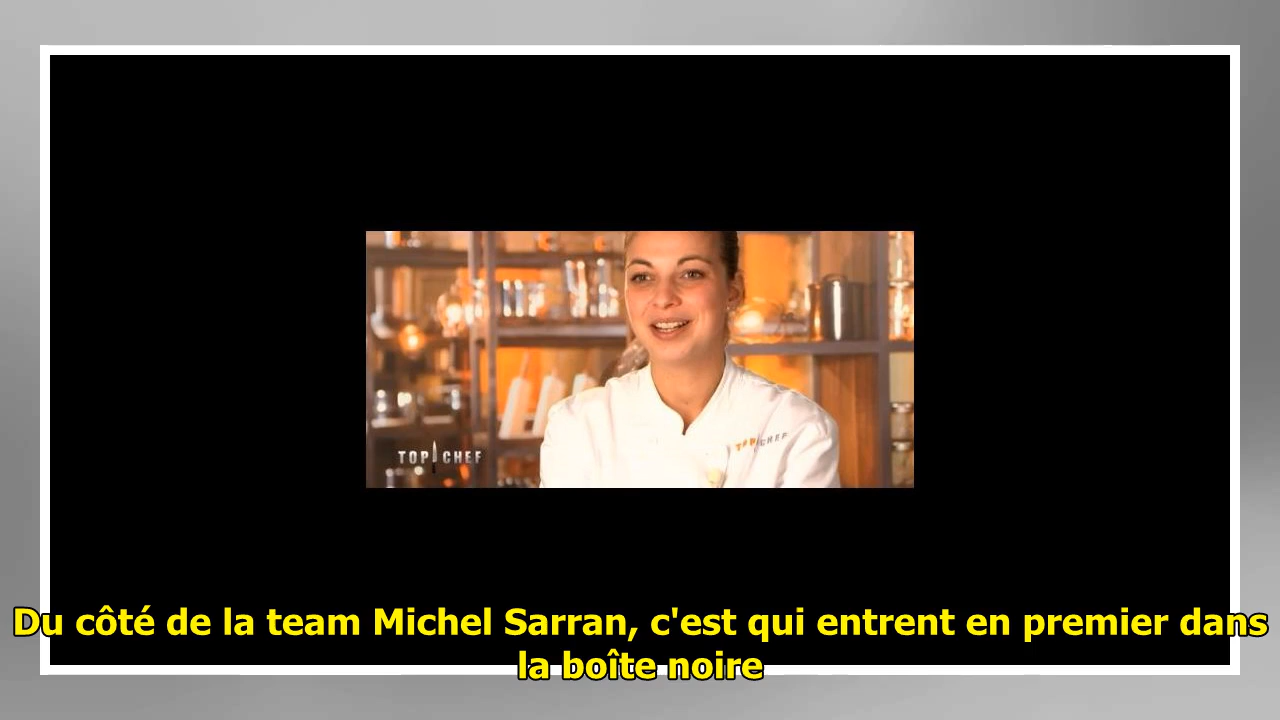 TOP CHEF
TOP CHEF
Du côté de la team Michel Sarran, c'est qui entrent en premier dans
la boîte noire